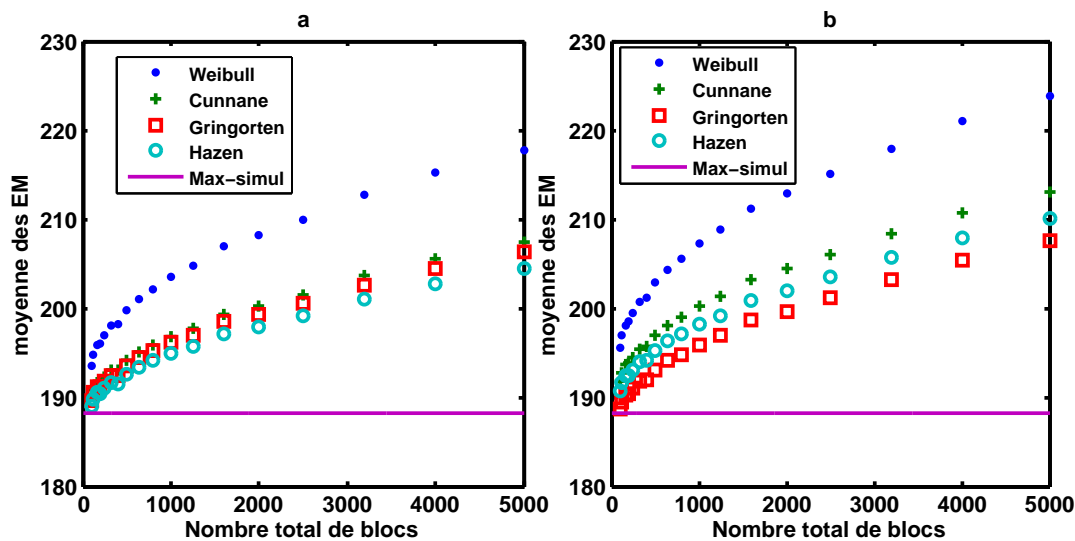 a
moyenne des EM
230
220
210
200
190
180
Weibull
Cunnane
Gringorten
Hazen
Max-simul
0 1000 2000 3000 4000 5000
Nombre total de blocs
b
moyenne des EM
230
220
210
200
190
180
Weibull
Cunnane
Gringorten
Hazen
Max-simul
0 1000 2000 3000 4000 5000
Nombre total de blocs